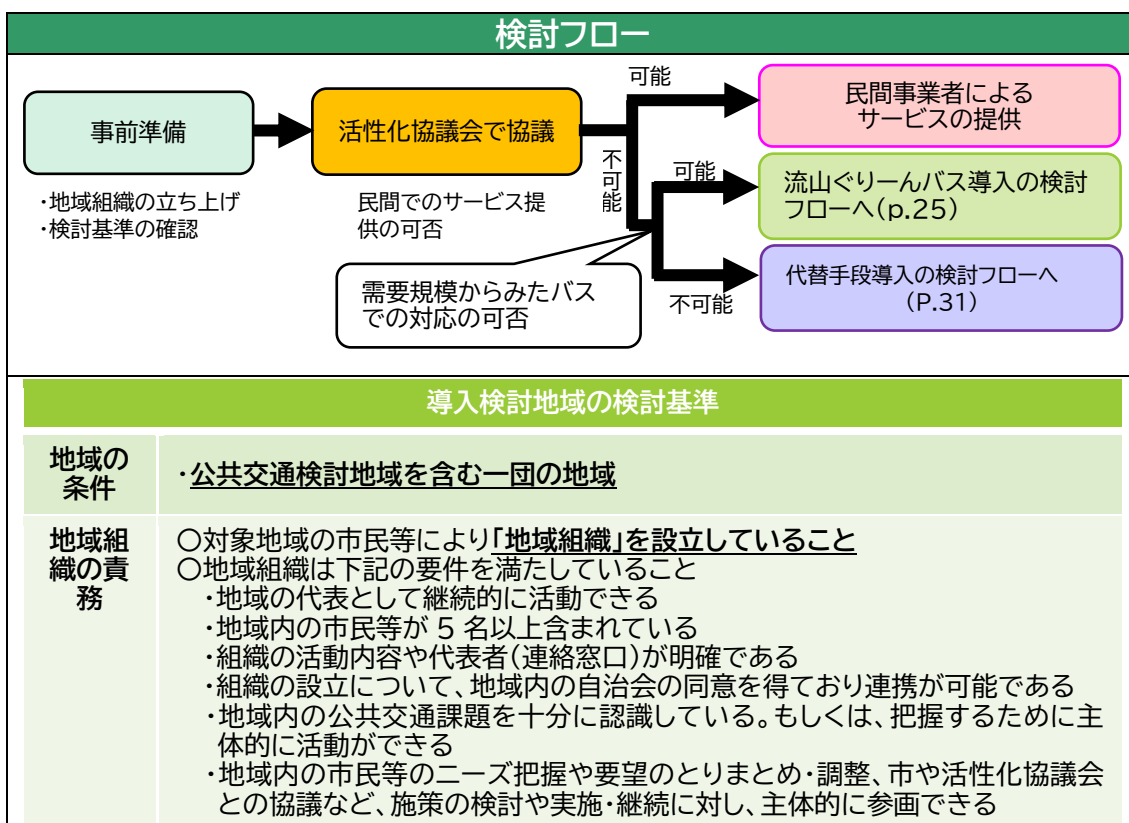 検討フロー
事前準備
・地域組織の立ち上げ
・検討基準の確認
活性化協議会で協議
民間でのサービス提
供の可否
可能
不可能
民間事業者による
サービスの提供
需要規模からみたバス
での対応の可否
可能
流山ぐりーんバス導入の検討
フローへ(p.25)
不可能
代替手段導入の検討フローへ
(P.31)
導入検討地域の検討基準
地域の
条件
・公共交通検討地域を含む一団の地域
地域組
織の責
務
〇対象地域の市民等により「地域組織」を設立していること
〇地域組織は下記の要件を満たしていること
・地域の代表として継続的に活動できる
・地域内の市民等が 5 名以上含まれている
・組織の活動内容や代表者(連絡窓口)が明確である
・組織の設立について、地域内の自治会の同意を得ており連携が可能である
・地域内の公共交通課題を十分に認識している。もしくは、把握するために主
体的に活動ができる
・地域内の市民等のニーズ把握や要望のとりまとめ・調整、市や活性化協議会
との協議など、施策の検討や実施・継続に対し、主体的に参画できる